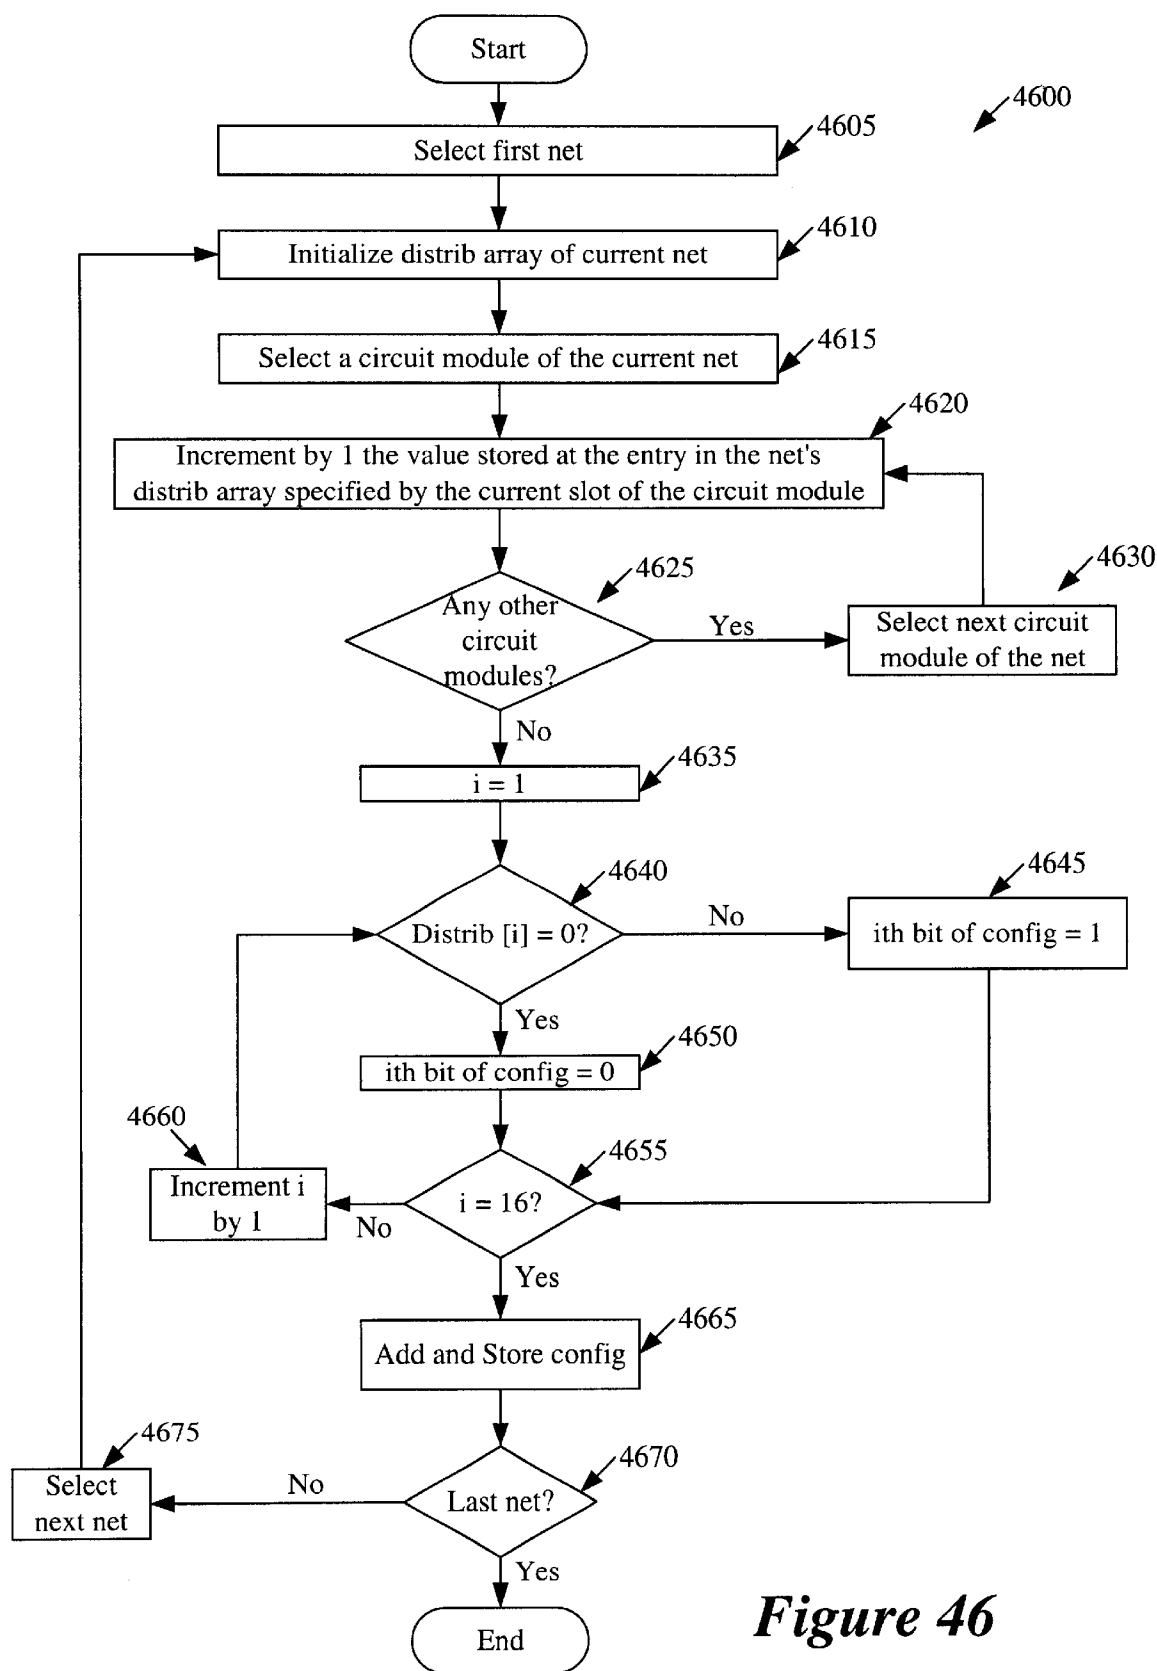 Start
4600
4605
Select first net
4610
Initialize distrib array of current net
4615
Select a circuit module of the current net
4620
Increment by 1 the value stored at the entry in the net's
distrib array specified by the current slot of the circuit module
4625
4630
Any other
circuit
modules?
Yes
Select next circuit
module of the net
No
4635
i = 1
4640
4645
Distrib [i] = 0?
No
ith bit of config = 1
Yes
4650
ith bit of config = 0
4660
4655
Increment i
by 1
i = 16?
No
Yes
4665
Add and Store config
4675
4670
Select
next net
No
Last net?
Yes
End
Figure 46